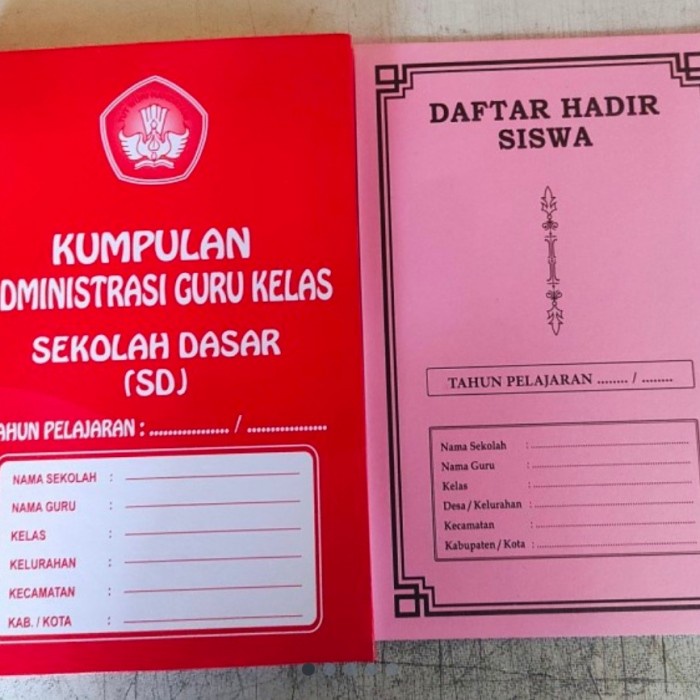 KUMPULAN
DMINISTRASI GURU KELAS
SEKOLAH DASAR
(SD)
AHUN PELAJARAN : ................. / .................
NAMA SEKOLAH :
NAMA GURU :
KELAS :
KELURAHAN :
KECAMATAN :
KAB. / KOTA :
DAFTAR HADIR
SISWA
TAHUN PELAJARAN ........ / ........
Nama Sekolah :
Nama Guru :
Kelas :
Desa / Kelurahan :
Kecamatan :
Kabupaten / Kota :